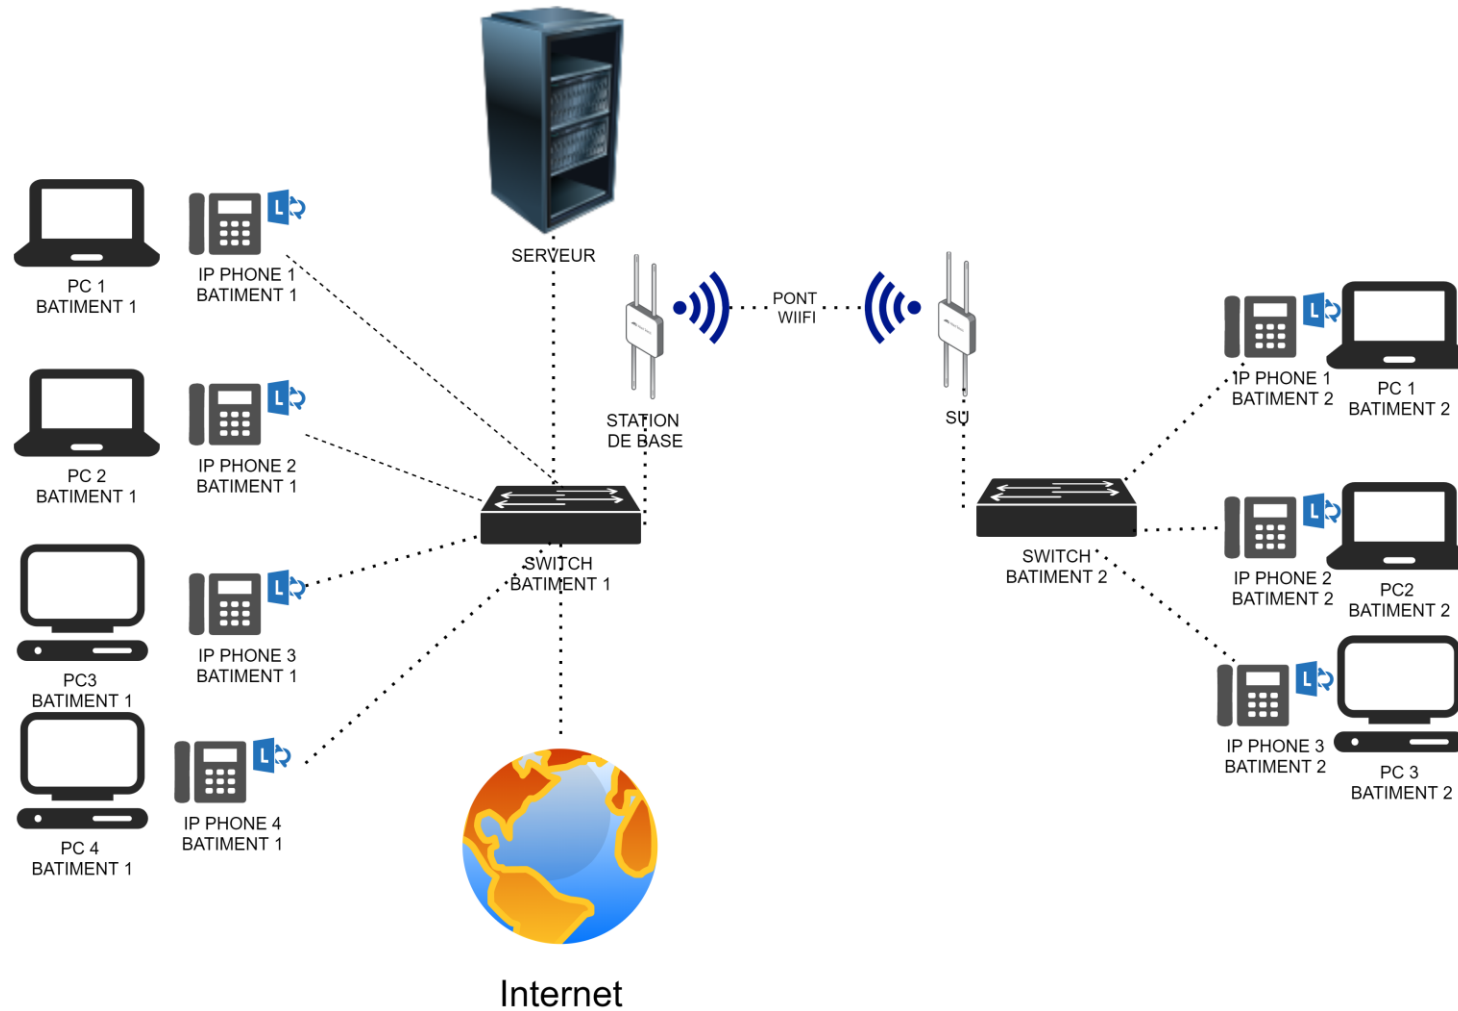 SERVEUR
PC 1
BATIMENT 1
IP PHONE 1
BATIMENT 1
L
PONT
WIIFI
STATION
DE BASE
SU
IP PHONE 1
BATIMENT 2
L
PC 1
BATIMENT 2
PC 2
BATIMENT 1
IP PHONE 2
BATIMENT 1
L
SWITCH
BATIMENT 1
SWITCH
BATIMENT 2
IP PHONE 2
BATIMENT 2
L
PC2
BATIMENT 2
PC3
BATIMENT 1
IP PHONE 3
BATIMENT 1
L
IP PHONE 3
BATIMENT 2
L
PC 3
BATIMENT 2
PC 4
BATIMENT 1
IP PHONE 4
BATIMENT 1
L
Internet